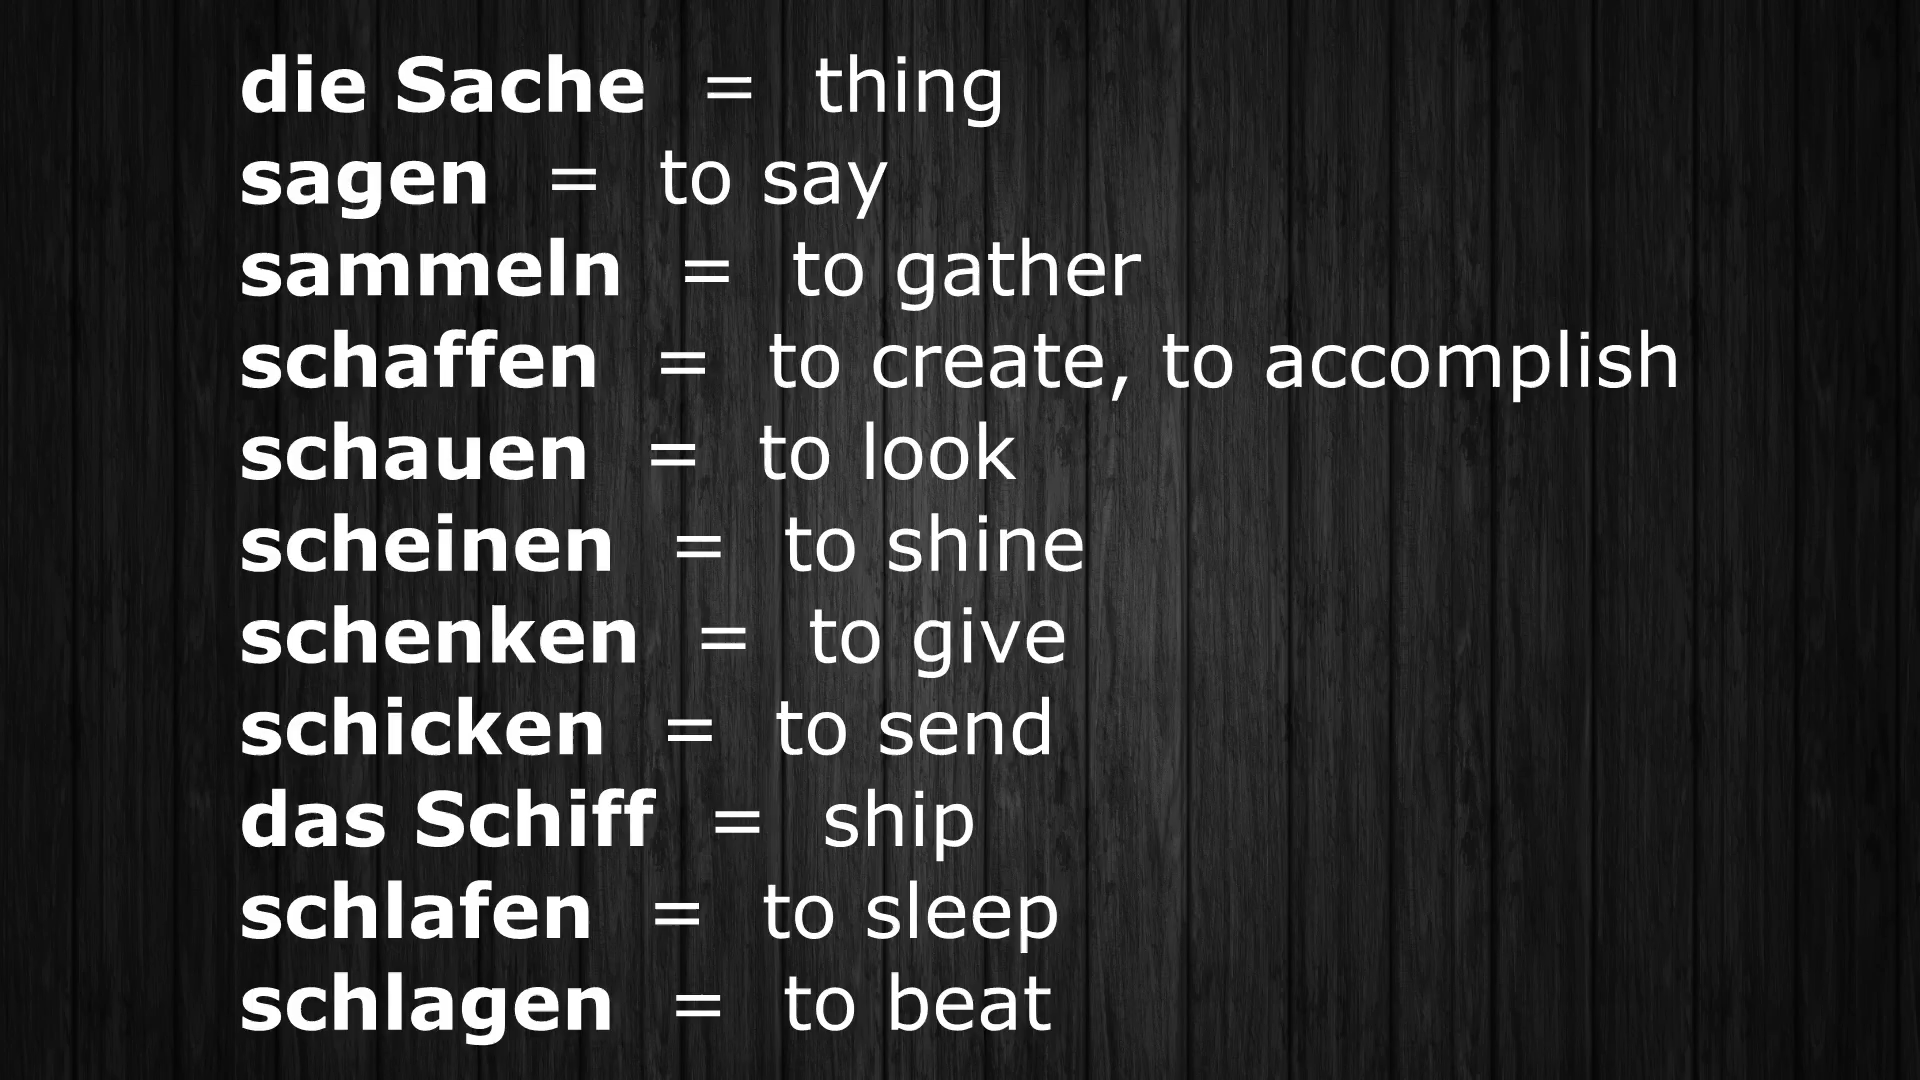 die Sache = thing
sagen = to say
sammeln = to gather
schaffen = to create, to accomplish
schauen = to look
scheinen = to shine
schenken = to give
schicken = to send
das Schiff = ship
schlafen = to sleep
schlagen = to beat